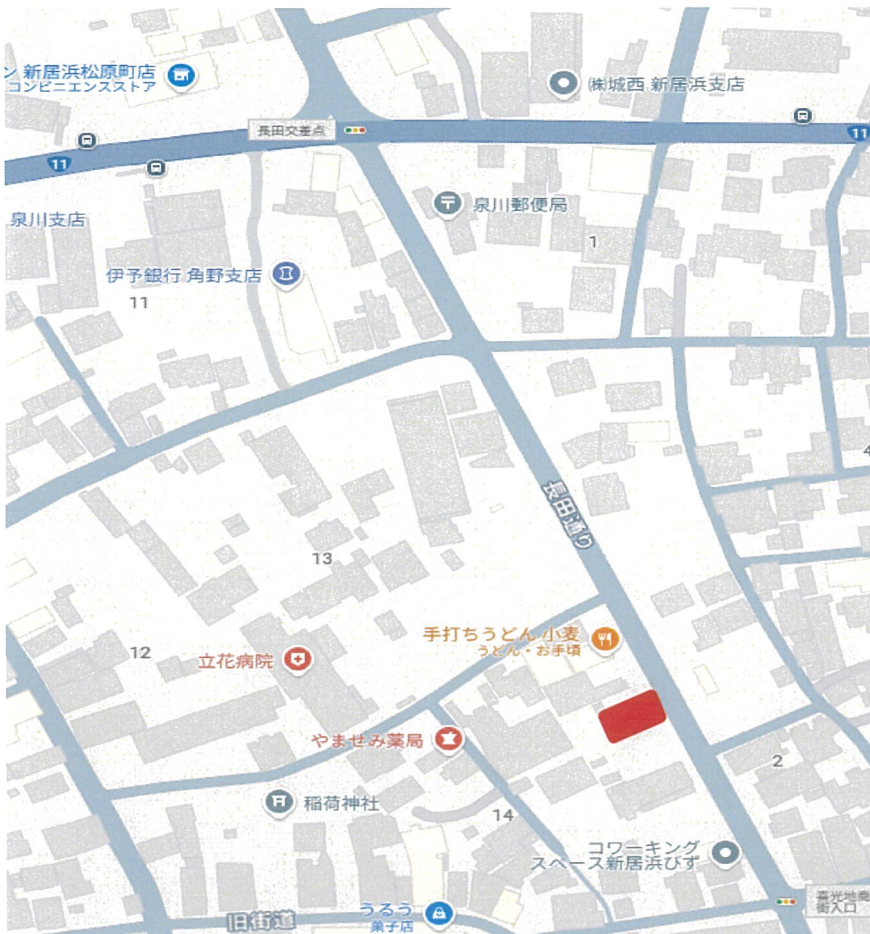 ン 新居浜松原町店
コンビニエンスストア
㈱城西 新居浜支店
長田交差点
11
11
泉川支店
泉川郵便局
1
伊予銀行 角野支店
11
4
長田通り
13
手打ちうどん 小麦
うどん・お手頃
12
立花病院
やませみ薬局
2
稲荷神社
14
コワーキング
スペース新居浜びず
喜光地商
街入口
うるう
菓子店
旧街道